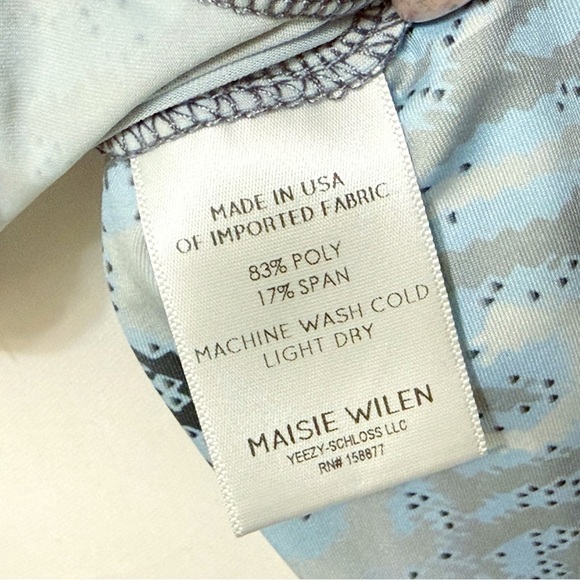 MADE IN USA
OF IMPORTED FABRIC
83% POLY
17% SPAN
MACHINE WASH COLD
LIGHT DRY
MAISIE WILEN
YEEZY-SCHLOSS LLC
RN# 158877